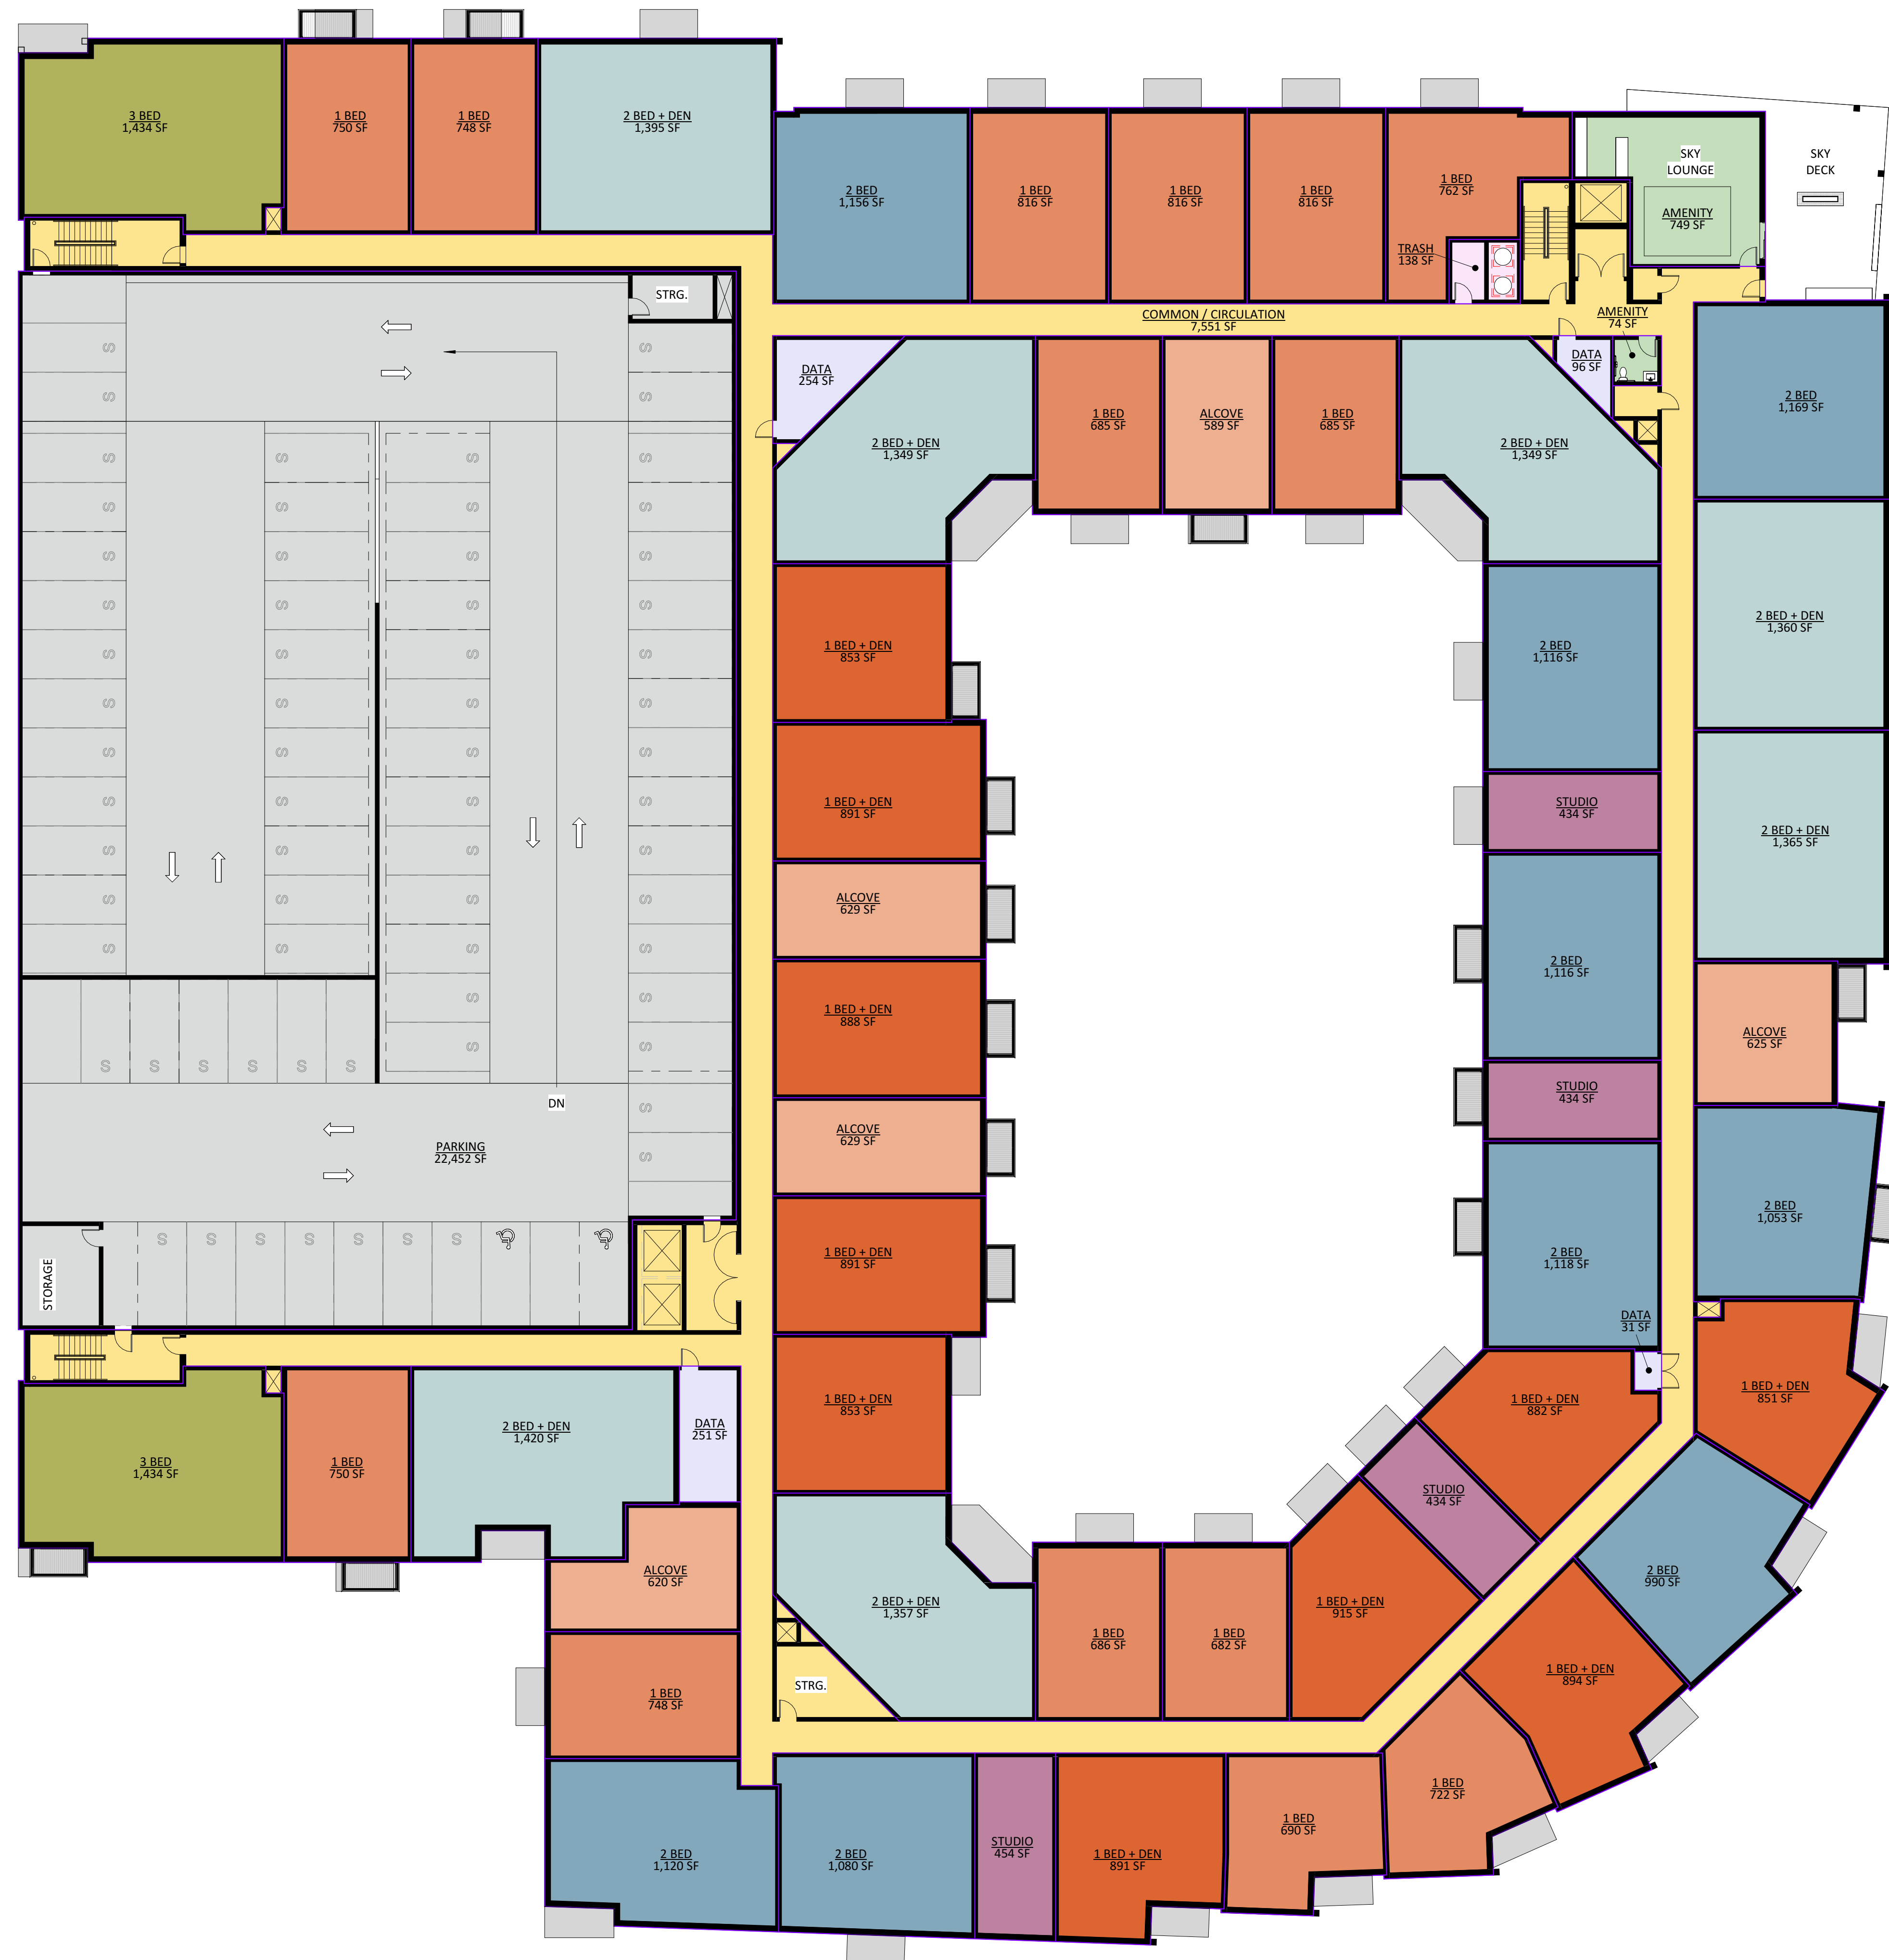 3 BED
1,434 SF
1 BED
750 SF
1 BED
748 SF
2 BED + DEN
1,395 SF
2 BED
1,156 SF
1 BED
816 SF
1 BED
816 SF
1 BED
816 SF
1 BED
762 SF
TRASH
138 SF
SKY
LOUNGE
AMENITY
749 SF
SKY
DECK
STRG.
COMMON / CIRCULATION
7,551 SF
AMENITY
74 SF
DATA
254 SF
2 BED + DEN
1,349 SF
1 BED
685 SF
ALCOVE
589 SF
1 BED
685 SF
2 BED + DEN
1,349 SF
DATA
96 SF
2 BED
1,169 SF
1 BED + DEN
853 SF
2 BED
1,116 SF
2 BED + DEN
1,360 SF
1 BED + DEN
891 SF
STUDIO
434 SF
2 BED + DEN
1,365 SF
ALCOVE
629 SF
2 BED
1,116 SF
1 BED + DEN
888 SF
ALCOVE
625 SF
STUDIO
434 SF
DN
PARKING
22,452 SF
ALCOVE
629 SF
2 BED
1,053 SF
1 BED + DEN
891 SF
2 BED
1,118 SF
STORAGE
DATA
31 SF
3 BED
1,434 SF
1 BED
750 SF
2 BED + DEN
1,420 SF
DATA
251 SF
1 BED + DEN
853 SF
1 BED + DEN
882 SF
1 BED + DEN
851 SF
STUDIO
434 SF
ALCOVE
620 SF
2 BED + DEN
1,357 SF
1 BED
686 SF
1 BED
682 SF
1 BED + DEN
915 SF
2 BED
990 SF
1 BED
748 SF
STRG.
1 BED + DEN
894 SF
2 BED
1,120 SF
2 BED
1,080 SF
STUDIO
454 SF
1 BED + DEN
891 SF
1 BED
690 SF
1 BED
722 SF